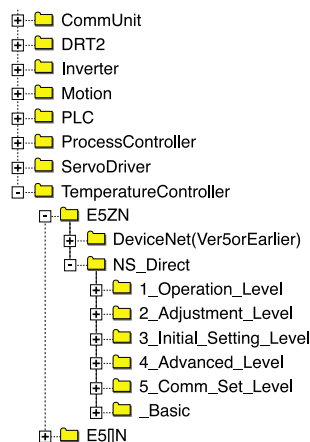 CommUnit
DRT2
Inverter
Motion
PLC
ProcessController
ServoDriver
TemperatureController
E5ZN
DeviceNet(Ver5orEarlier)
NS_Direct
1_Operation_Level
2_Adjustment_Level
3_Initial_Setting_Level
4_Advanced_Level
5_Comm_Set_Level
_Basic
E5[]N